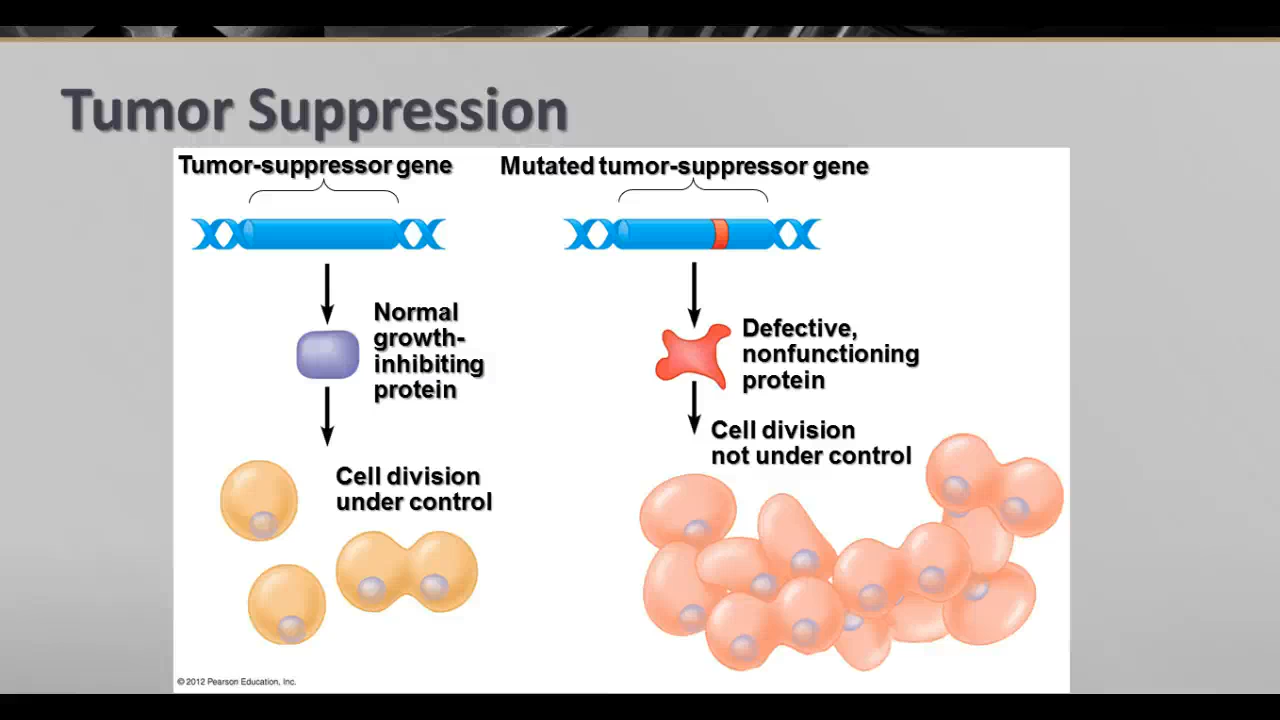 Tumor Suppression
Tumor-suppressor gene
Mutated tumor-suppressor gene
Normal
growth-
inhibiting
protein
Defective,
nonfunctioning
protein
Cell division
under control
Cell division
not under control
© 2012 Pearson Education, Inc.